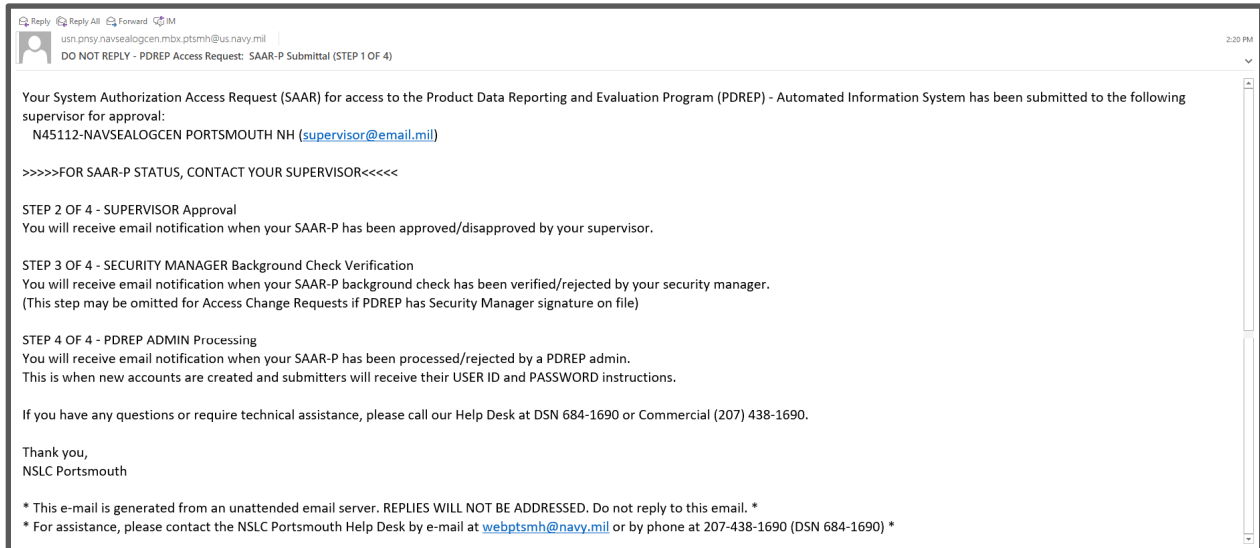 Reply Reply All Forward IM
usn.pnsy.navsealogcen.mbx.ptsmh@us.navy.mil
2:20 PM
DO NOT REPLY - PDREP Access Request: SAAR-P Submittal (STEP 1 OF 4)
Your System Authorization Access Request (SAAR) for access to the Product Data Reporting and Evaluation Program (PDREP) - Automated Information System has been submitted to the following
supervisor for approval:
N45112-NAVSEALOGCEN PORTSMOUTH NH (supervisor@email.mil)
>>>>>FOR SAAR-P STATUS, CONTACT YOUR SUPERVISOR<<<<<
STEP 2 OF 4 - SUPERVISOR Approval
You will receive email notification when your SAAR-P has been approved/disapproved by your supervisor.
STEP 3 OF 4 - SECURITY MANAGER Background Check Verification
You will receive email notification when your SAAR-P background check has been verified/rejected by your security manager.
(This step may be omitted for Access Change Requests if PDREP has Security Manager signature on file)
STEP 4 OF 4 - PDREP ADMIN Processing
You will receive email notification when your SAAR-P has been processed/rejected by a PDREP admin.
This is when new accounts are created and submitters will receive their USER ID and PASSWORD instructions.
If you have any questions or require technical assistance, please call our Help Desk at DSN 684-1690 or Commercial (207) 438-1690.
Thank you,
NSLC Portsmouth
* This e-mail is generated from an unattended email server. REPLIES WILL NOT BE ADDRESSED. Do not reply to this email. *
* For assistance, please contact the NSLC Portsmouth Help Desk by e-mail at webptsmh@navy.mil or by phone at 207-438-1690 (DSN 684-1690) *